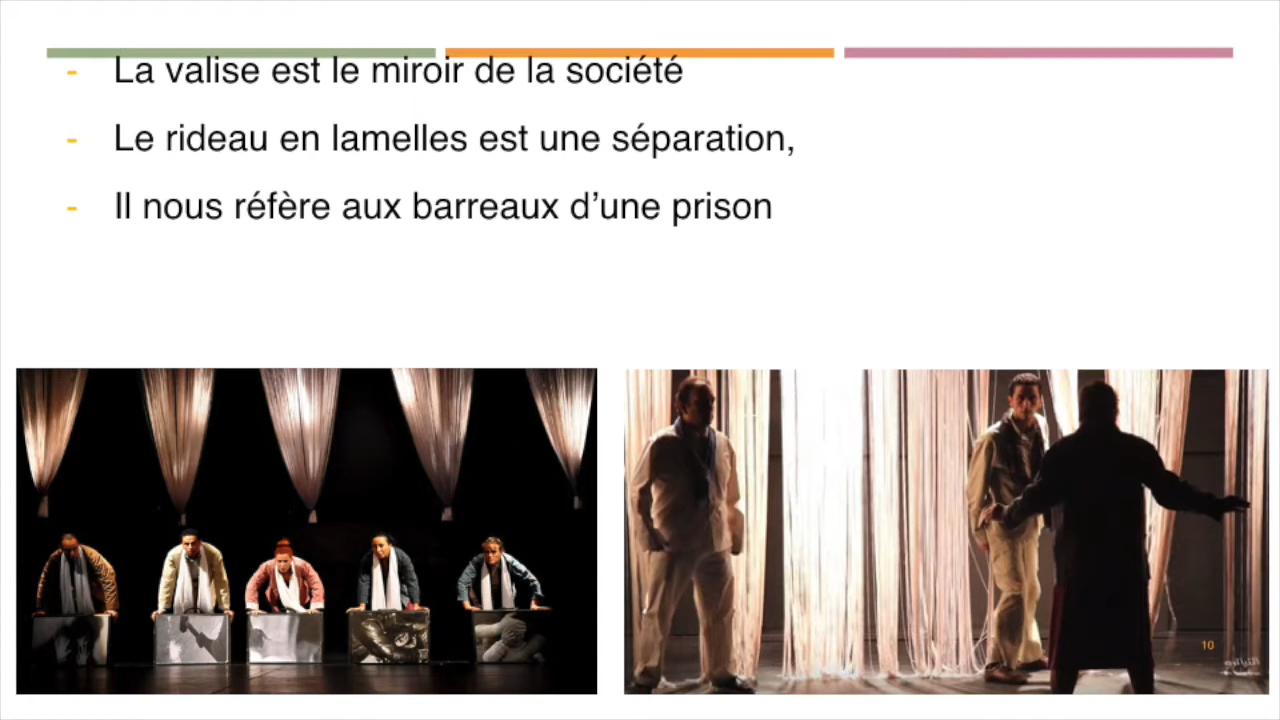 - La valise est le miroir de la société
- Le rideau en lamelles est une séparation,
- Il nous réfère aux barreaux d’une prison
10